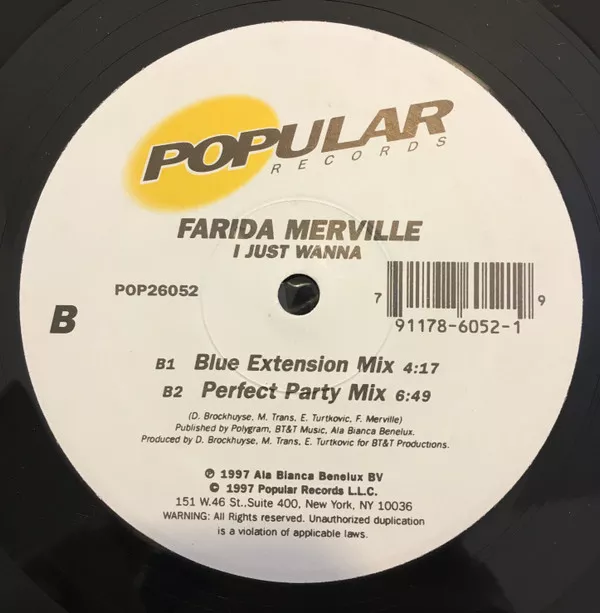 POPULAR
RECORDS
FARIDA MERVILLE
I JUST WANNA
POP26052
7 91178-6052-1 9
B
B1 Blue Extension Mix 4:17
B2 Perfect Party Mix 6:49
(D. Brockhuyse, M. Trans, E. Turtkovic, F. Merville)
Published by Polygram, BT&T Music, Ala Bianca Benelux.
Produced by D. Brockhuyse, M. Trans, E. Turtkovic for BT&T Productions.
℗ 1997 Ala Bianca Benelux BV
© 1997 Popular Records L.L.C.
151 W.46 St.,Suite 400, New York, NY 10036
WARNING: All Rights reserved. Unauthorized duplication
is a violation of applicable laws.